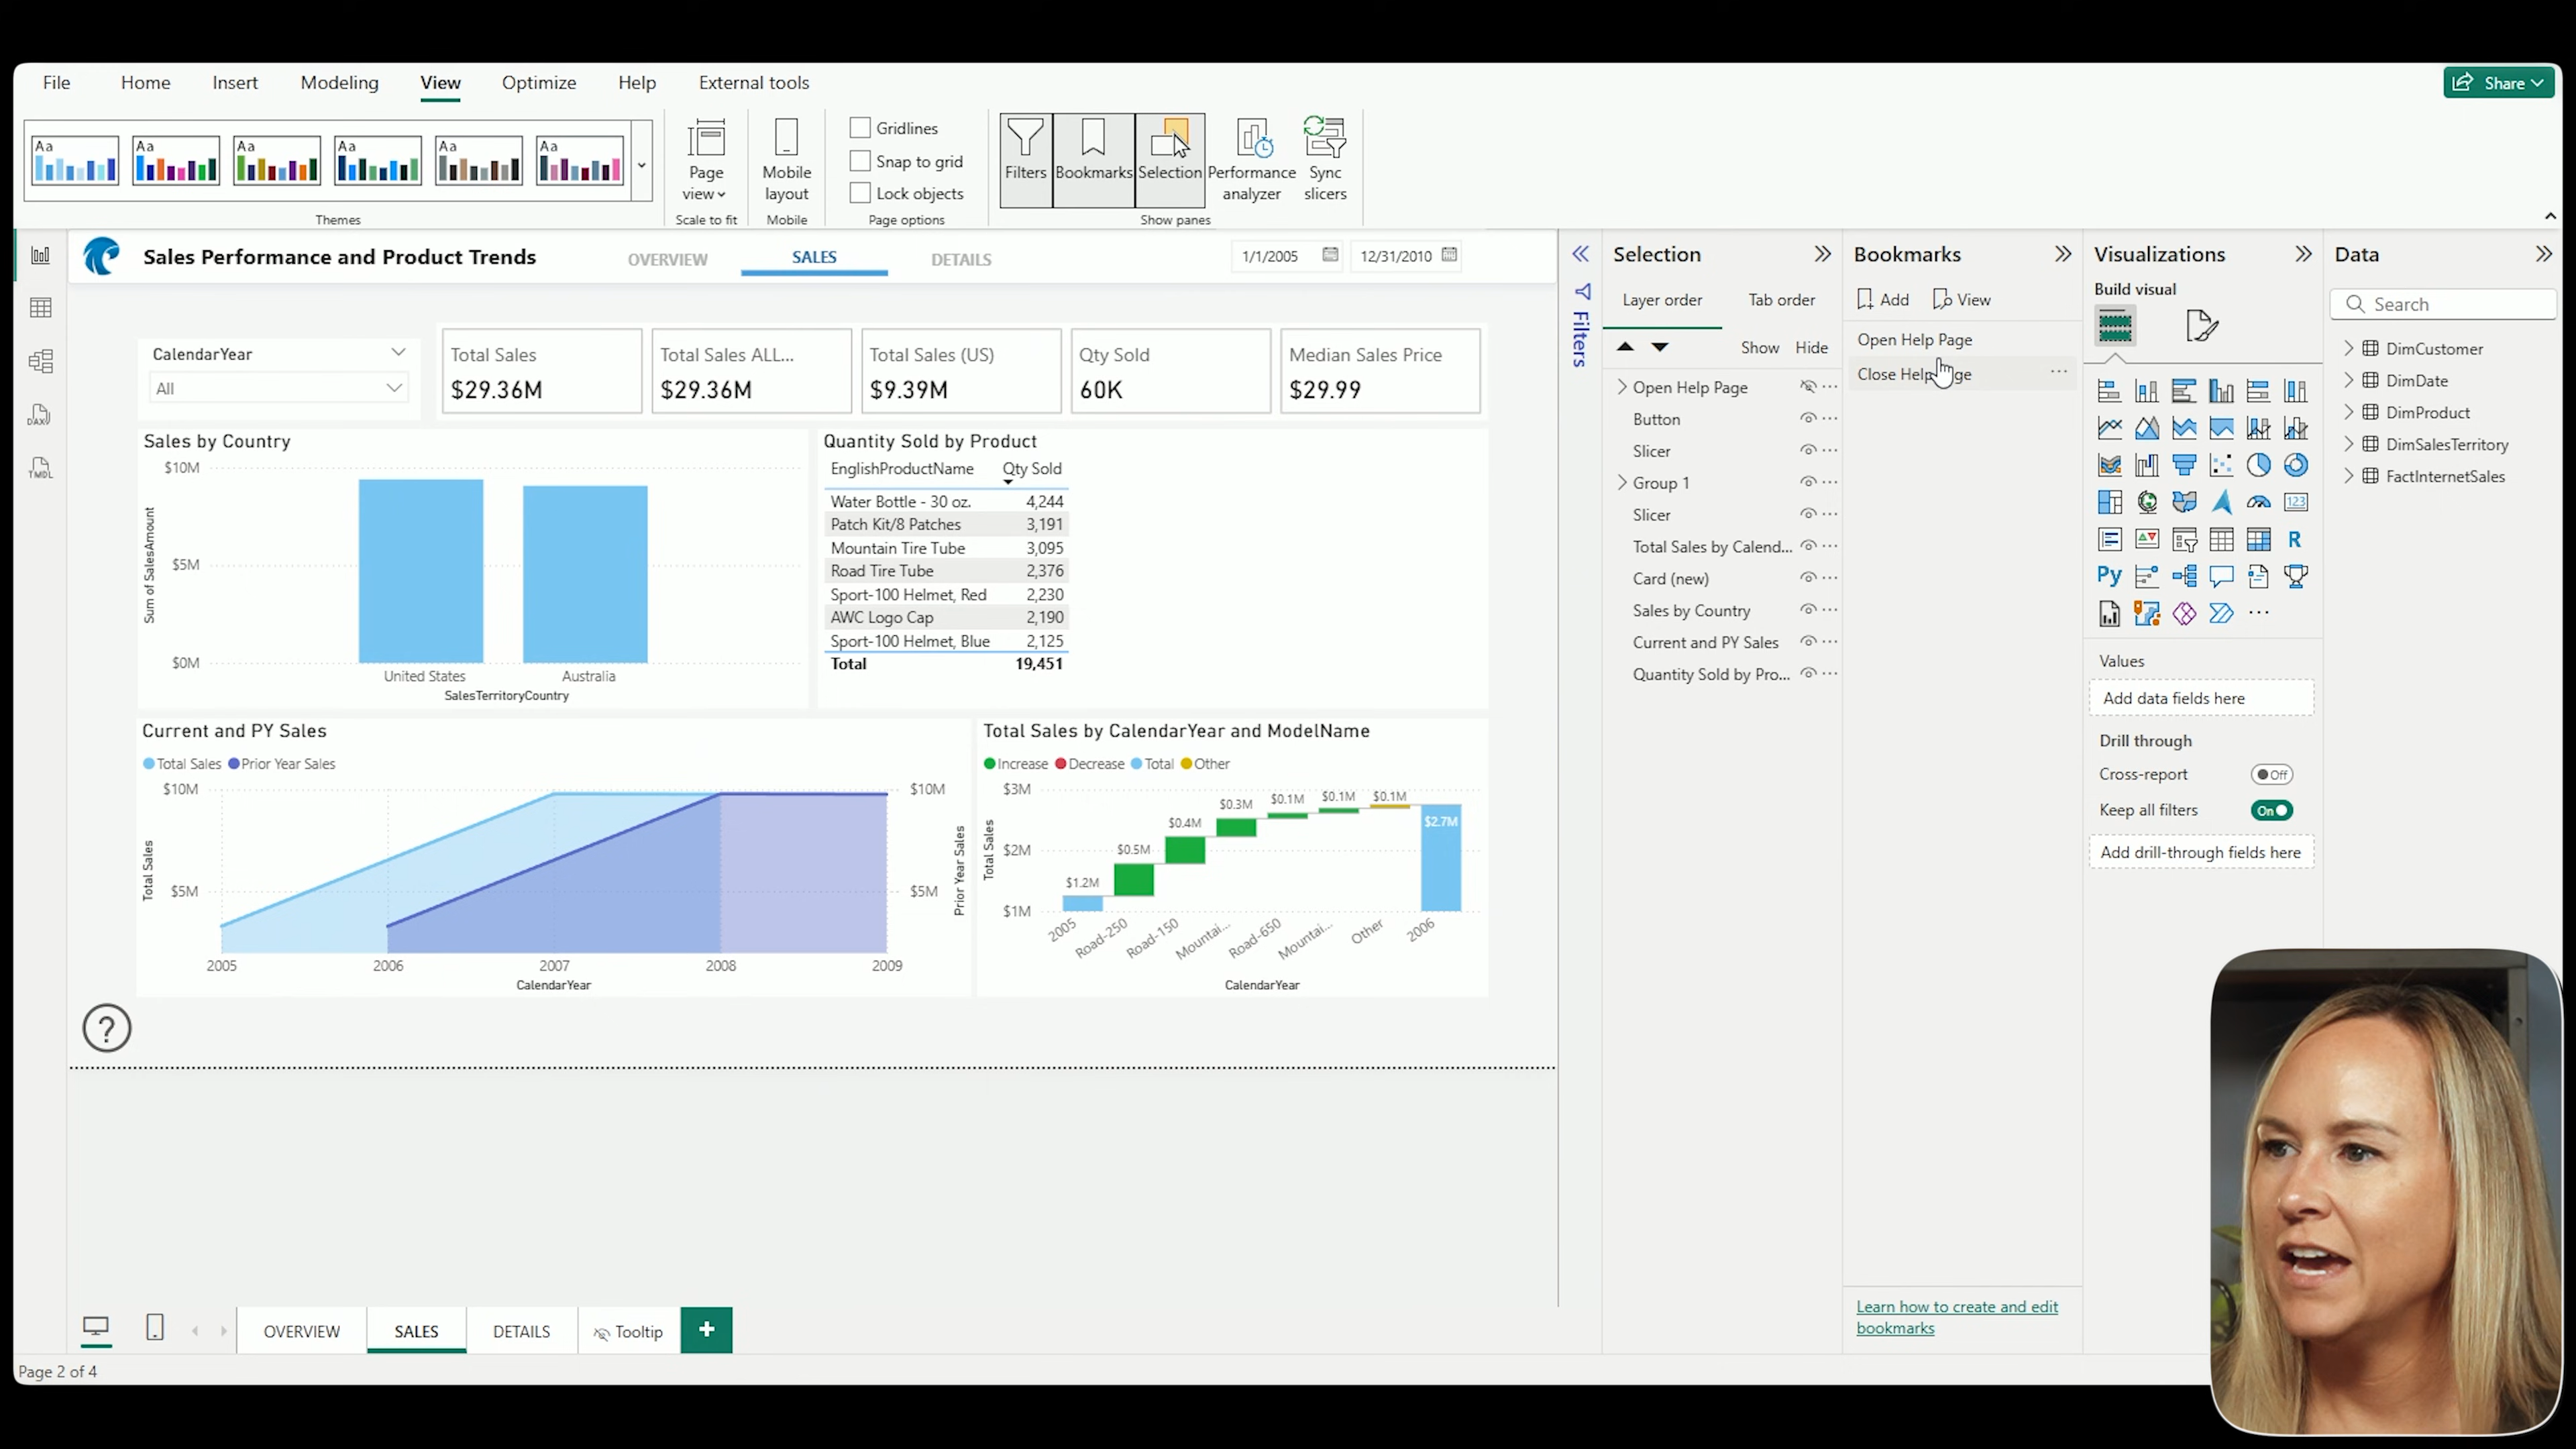 File Home Insert Modeling View Optimize Help External tools Share
Aa Aa Aa Aa Aa Aa
Page view
Mobile layout
Gridlines
Snap to grid
Lock objects
Filters Bookmarks Selection Performance analyzer Sync slicers
Themes Scale to fit Mobile Page options Show panes
Sales Performance and Product Trends OVERVIEW SALES DETAILS 1/1/2005 12/31/2010
CalendarYear
All
Total Sales
$29.36M
Total Sales ALL...
$29.36M
Total Sales (US)
$9.39M
Qty Sold
60K
Median Sales Price
$29.99
Sales by Country
Sum of SalesAmount
$10M
$5M
$0M
United States Australia
SalesTerritoryCountry
Quantity Sold by Product
EnglishProductName Qty Sold
Water Bottle - 30 oz. 4,244
Patch Kit/8 Patches 3,191
Mountain Tire Tube 3,095
Road Tire Tube 2,376
Sport-100 Helmet, Red 2,230
AWC Logo Cap 2,190
Sport-100 Helmet, Blue 2,125
Total 19,451
Current and PY Sales
Total Sales Prior Year Sales
Total Sales
$10M
$5M
$10M
$5M
Prior Year Sales
2005 2006 2007 2008 2009
CalendarYear
Total Sales by CalendarYear and ModelName
Increase Decrease Total Other
Total Sales
$3M
$2M
$1M
$1.2M $0.5M $0.4M $0.3M $0.1M $0.1M $0.1M $2.7M
2005 Road-250 Road-150 Mountai... Road-650 Mountai... Other 2006
CalendarYear
?
Filters
Selection
Layer order Tab order
Show Hide
Open Help Page
Button
Slicer
Group 1
Slicer
Total Sales by Calend...
Card (new)
Sales by Country
Current and PY Sales
Quantity Sold by Pro...
Bookmarks
Add View
Open Help Page
Close Help Page
Learn how to create and edit
bookmarks
Visualizations
Build visual
123
R
Py
Values
Add data fields here
Drill through
Cross-report Off
Keep all filters On
Add drill-through fields here
Data
Search
DimCustomer
DimDate
DimProduct
DimSalesTerritory
FactInternetSales
DAX
TMDL
OVERVIEW SALES DETAILS Tooltip +
Page 2 of 4